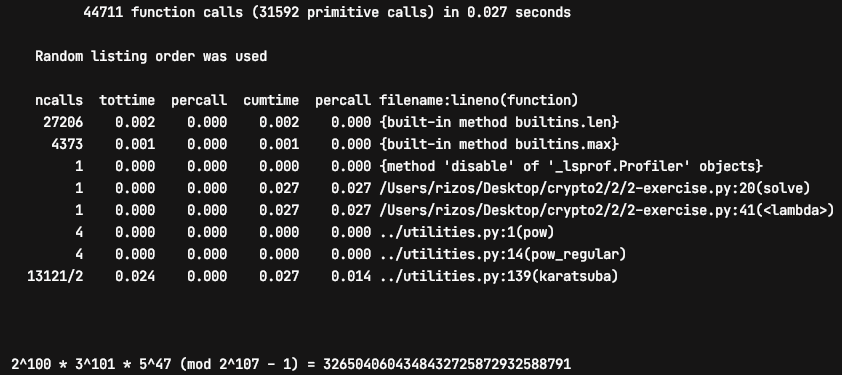 44711 function calls (31592 primitive calls) in 0.027 seconds
Random listing order was used
ncalls tottime percall cumtime percall filename:lineno(function)
27206 0.002 0.000 0.002 0.000 {built-in method builtins.len}
4373 0.001 0.000 0.001 0.000 {built-in method builtins.max}
1 0.000 0.000 0.000 0.000 {method 'disable' of '_lsprof.Profiler' objects}
1 0.000 0.000 0.027 0.027 /Users/rizos/Desktop/crypto2/2/2-exercise.py:20(solve)
1 0.000 0.000 0.027 0.027 /Users/rizos/Desktop/crypto2/2/2-exercise.py:41(<lambda>)
4 0.000 0.000 0.000 0.000 ../utilities.py:1(pow)
4 0.000 0.000 0.000 0.000 ../utilities.py:14(pow_regular)
13121/2 0.024 0.000 0.027 0.014 ../utilities.py:139(karatsuba)
2^100 * 3^101 * 5^47 (mod 2^107 - 1) = 3265040604348432725872932588791